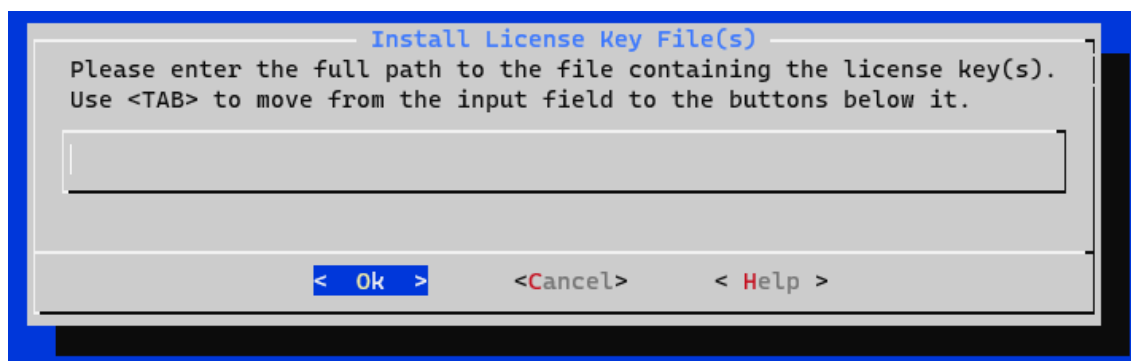 Install License Key File(s)
Please enter the full path to the file containing the license key(s).
Use <TAB> to move from the input field to the buttons below it.
< Ok > <Cancel> < Help >